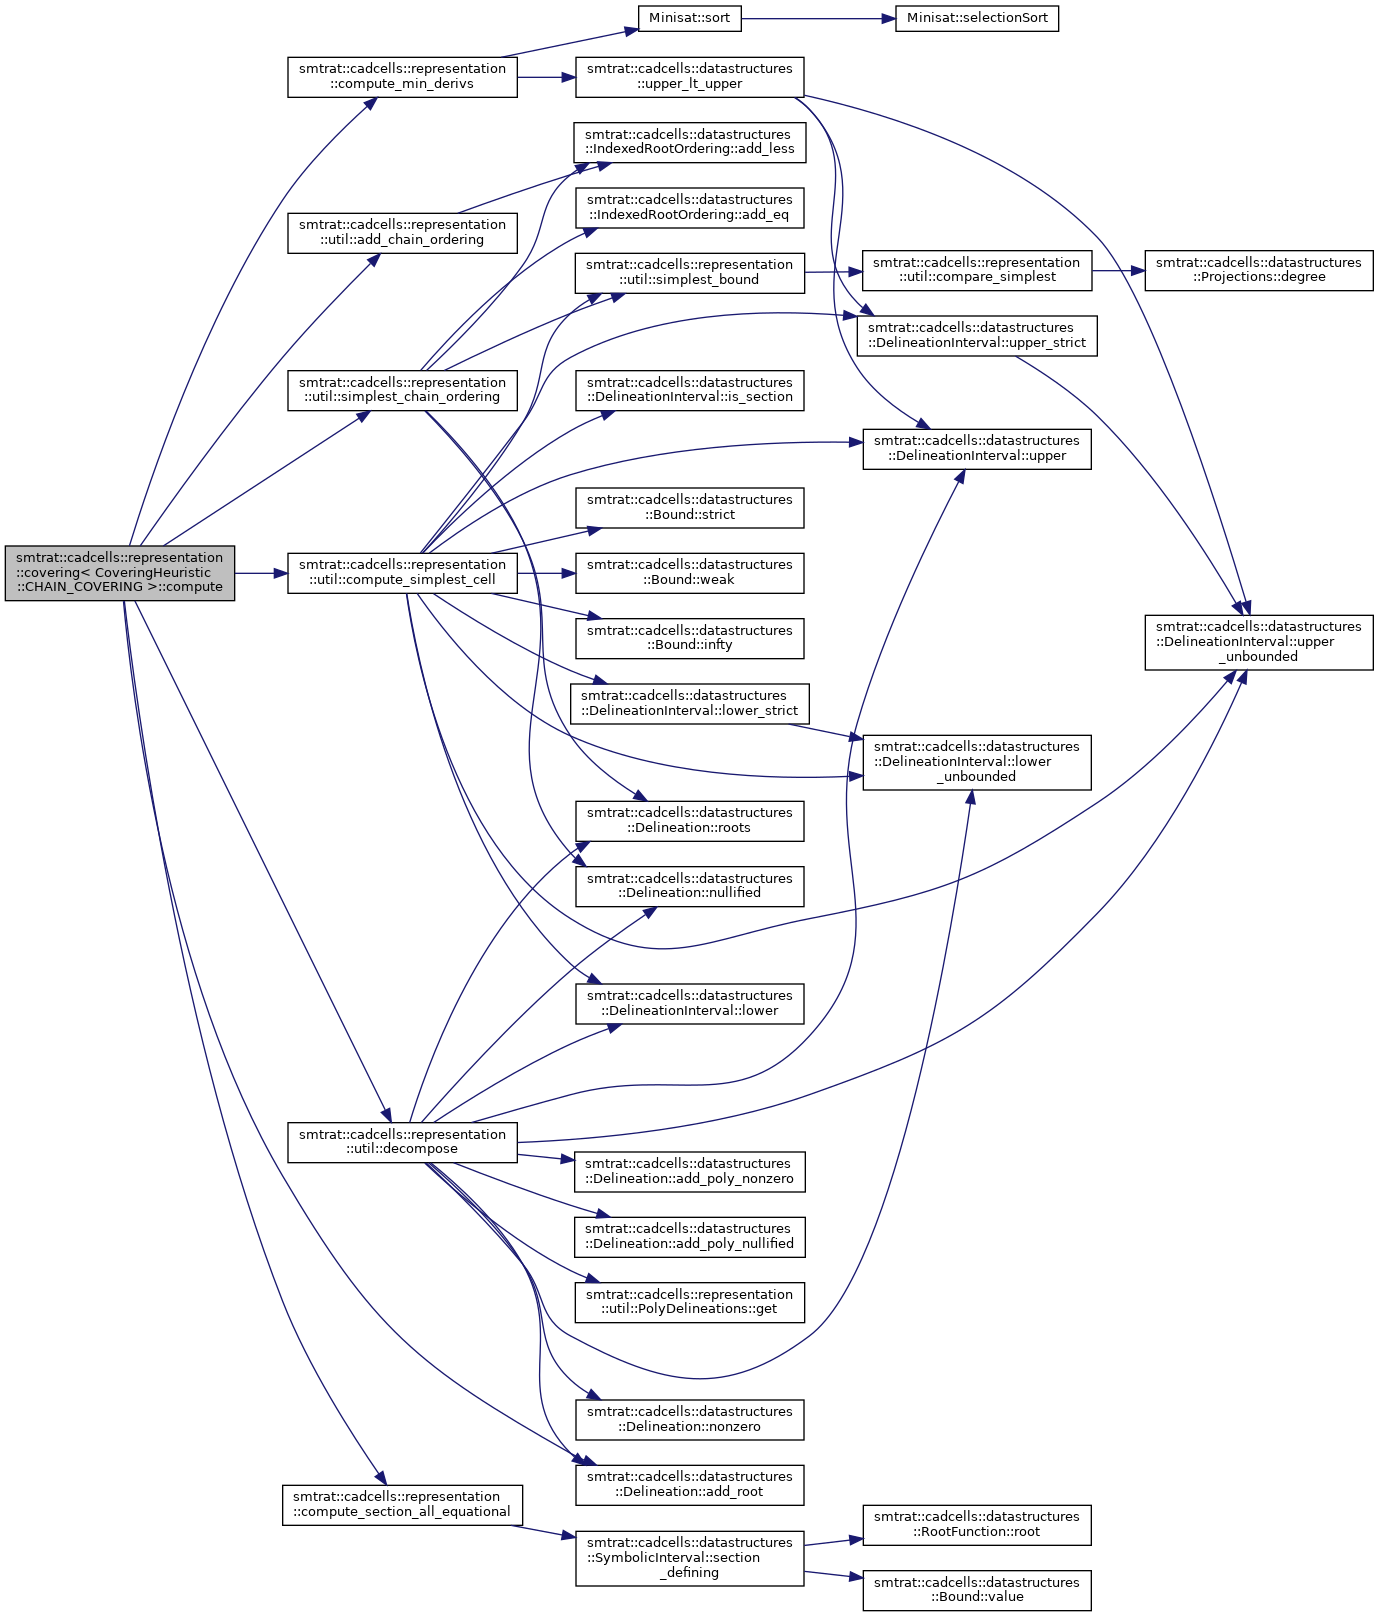 smtrat::cadcells::representation
::covering< CoveringHeuristic
::CHAIN_COVERING >::compute
smtrat::cadcells::representation
::compute_min_derivs
smtrat::cadcells::representation
::util::add_chain_ordering
smtrat::cadcells::representation
::util::simplest_chain_ordering
smtrat::cadcells::representation
::util::compute_simplest_cell
smtrat::cadcells::representation
::util::decompose
smtrat::cadcells::representation
::compute_section_all_equational
Minisat::sort
smtrat::cadcells::datastructures
::upper_lt_upper
smtrat::cadcells::datastructures
::IndexedRootOrdering::add_less
smtrat::cadcells::datastructures
::IndexedRootOrdering::add_eq
smtrat::cadcells::representation
::util::simplest_bound
smtrat::cadcells::datastructures
::DelineationInterval::is_section
smtrat::cadcells::datastructures
::Bound::strict
smtrat::cadcells::datastructures
::Bound::weak
smtrat::cadcells::datastructures
::Bound::infty
smtrat::cadcells::datastructures
::DelineationInterval::lower_strict
smtrat::cadcells::datastructures
::Delineation::roots
smtrat::cadcells::datastructures
::Delineation::nullified
smtrat::cadcells::datastructures
::DelineationInterval::lower
smtrat::cadcells::datastructures
::Delineation::add_poly_nonzero
smtrat::cadcells::datastructures
::Delineation::add_poly_nullified
smtrat::cadcells::representation
::util::PolyDelineations::get
smtrat::cadcells::datastructures
::Delineation::nonzero
smtrat::cadcells::datastructures
::Delineation::add_root
smtrat::cadcells::datastructures
::SymbolicInterval::section
_defining
Minisat::selectionSort
smtrat::cadcells::representation
::util::compare_simplest
smtrat::cadcells::datastructures
::DelineationInterval::upper_strict
smtrat::cadcells::datastructures
::DelineationInterval::upper
smtrat::cadcells::datastructures
::DelineationInterval::lower
_unbounded
smtrat::cadcells::datastructures
::RootFunction::root
smtrat::cadcells::datastructures
::Bound::value
smtrat::cadcells::datastructures
::Projections::degree
smtrat::cadcells::datastructures
::DelineationInterval::upper
_unbounded